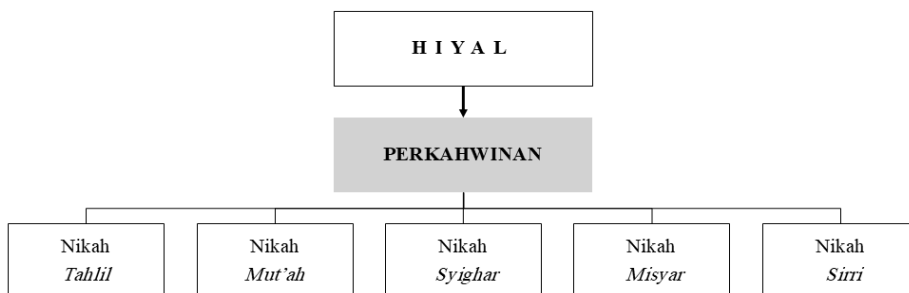 H I Y A L
PERKAHWINAN
Nikah
Tahlil
Nikah
Mut'ah
Nikah
Syighar
Nikah
Misyar
Nikah
Sirri